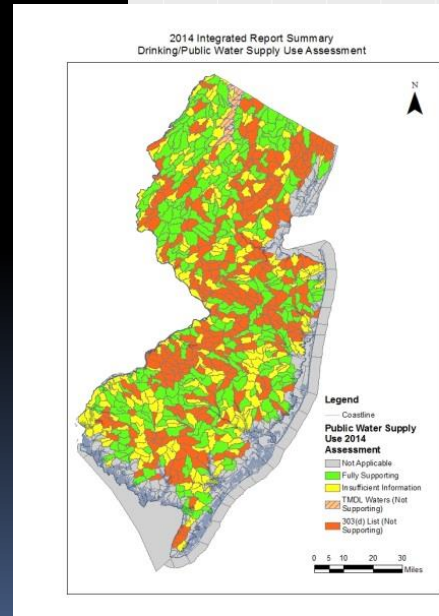 2014 Integrated Report Summary
Drinking/Public Water Supply Use Assessment
N
Legend
Coastline
Public Water Supply
Use 2014
Assessment
Not Applicable
Fully Supporting
Insufficient Information
TMDL Waters (Not
Supporting)
303(d) List (Not
Supporting)
0 5 10 20 30
Miles